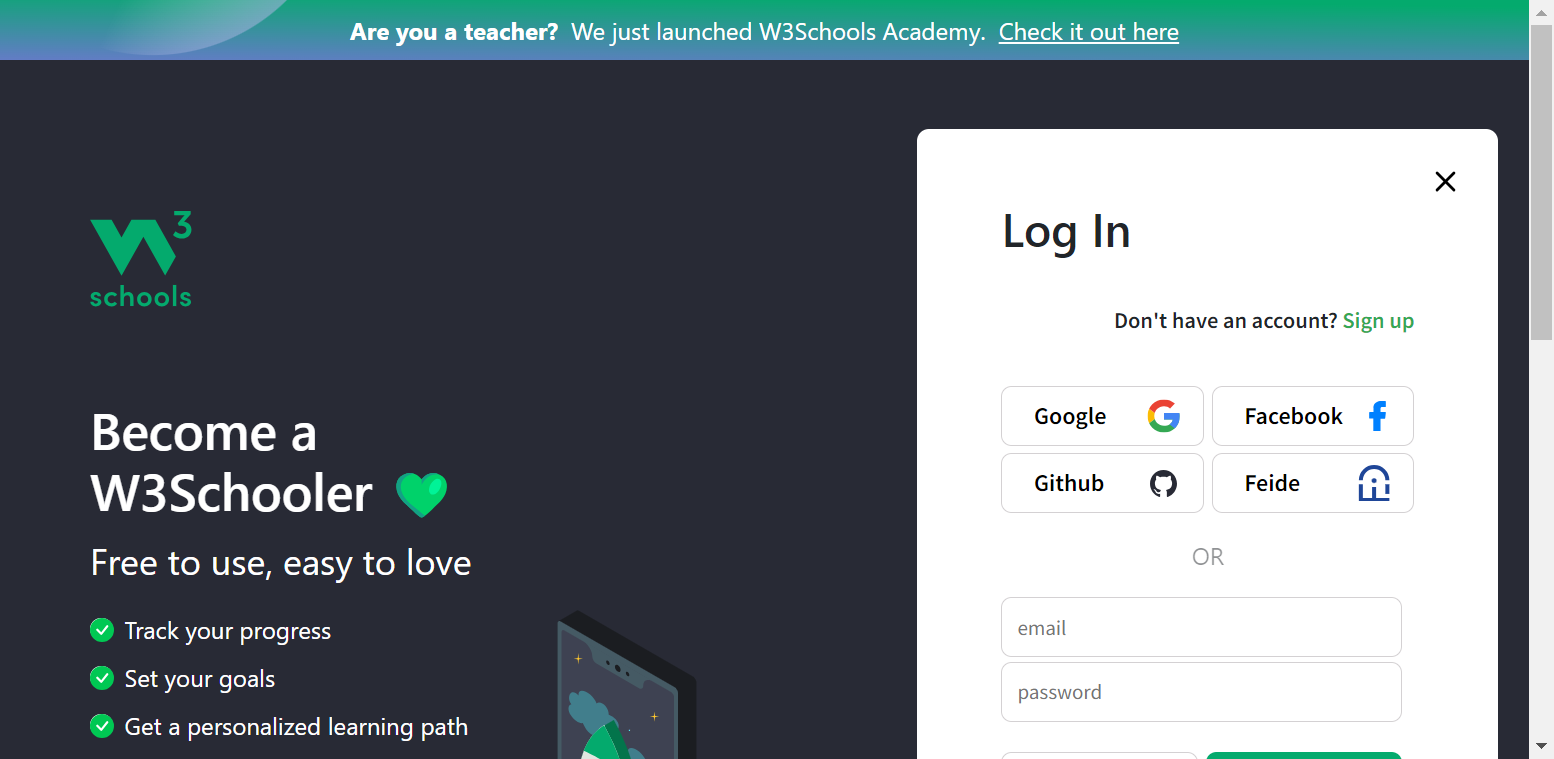 Are you a teacher? We just launched W3Schools Academy. Check it out here
W3
schools
Become a
W3Schooler
Free to use, easy to love
Track your progress
Set your goals
Get a personalized learning path
Log In
Don't have an account? Sign up
Google
Facebook
Github
Feide
OR
email
password